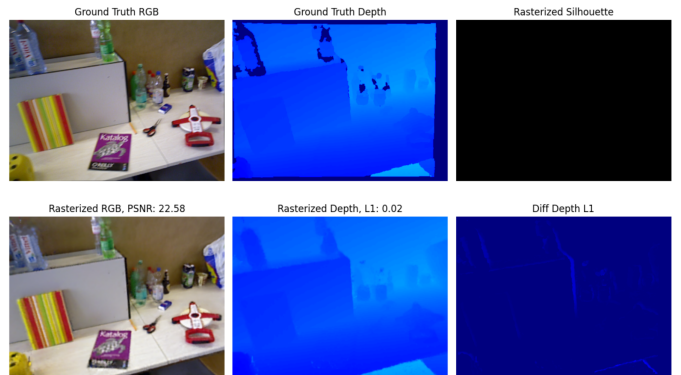 Ground Truth RGB
Ground Truth Depth
Rasterized Silhouette
Katalog
Rasterized RGB, PSNR: 22.58
Rasterized Depth, L1: 0.02
Diff Depth L1
Katalog